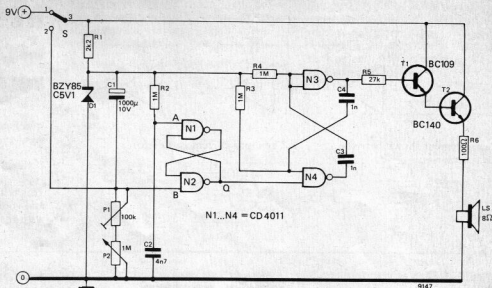 9V
+
1
3
2
S
R1
2k2
BZY85
C5V1
D1
C1
1000µ
10V
R2
1M
R4
1M
R3
1M
A
N1
N2
B
Q
N3
N4
C4
1n
C3
1n
R5
27k
T1
BC109
T2
BC140
R6
100Ω
LS
8Ω
P1
100k
P2
1M
C2
4n7
N1...N4 = CD4011
0
9147